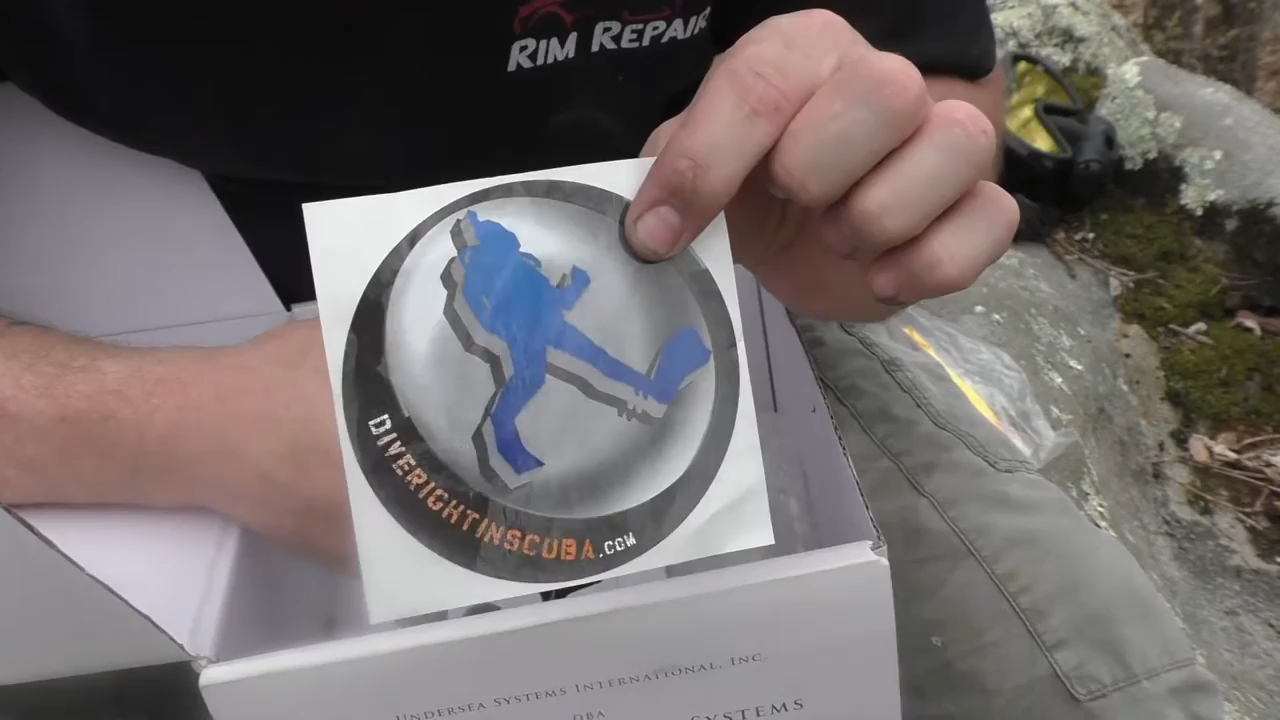 RIM REPAIR
DIVERIGHTINSCUBA.COM
UNDERSEA SYSTEMS INTERNATIONAL, INC.
DBA
SYSTEMS